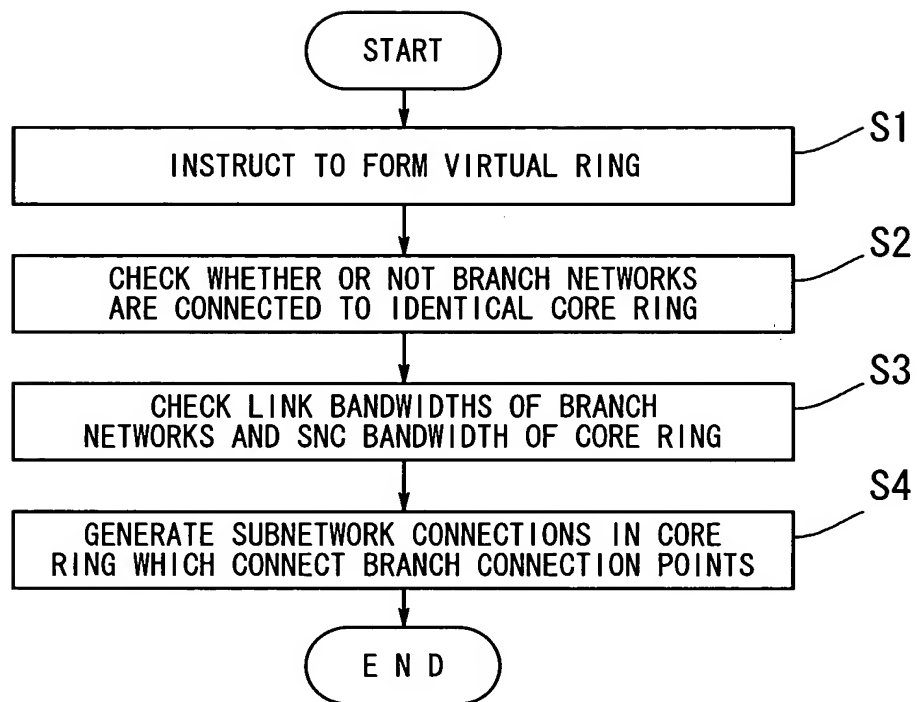 START
S1
INSTRUCT TO FORM VIRTUAL RING
S2
CHECK WHETHER OR NOT BRANCH NETWORKS
ARE CONNECTED TO IDENTICAL CORE RING
S3
CHECK LINK BANDWIDTHS OF BRANCH
NETWORKS AND SNC BANDWIDTH OF CORE RING
S4
GENERATE SUBNETWORK CONNECTIONS IN CORE
RING WHICH CONNECT BRANCH CONNECTION POINTS
END